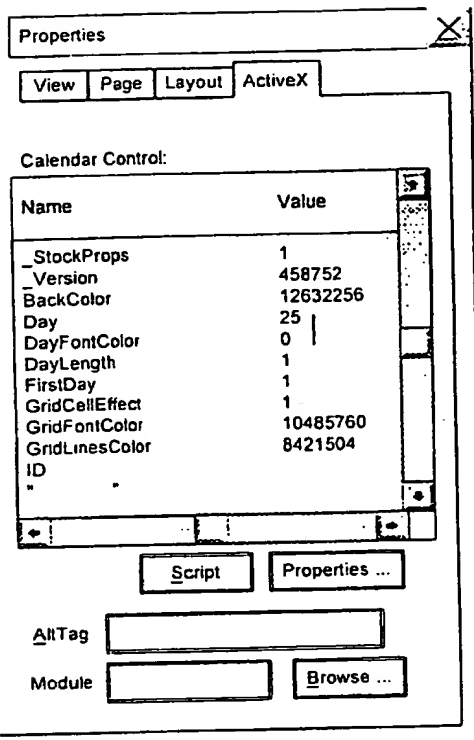 Properties
View Page Layout ActiveX
Calendar Control:
Name Value
_StockProps 1
_Version 458752
BackColor 12632256
Day 25
DayFontColor 0
DayLength 1
FirstDay 1
GridCellEffect 1
GridFontColor 10485760
GridLinesColor 8421504
ID
" "
Script Properties ...
AltTag
Module Browse ...